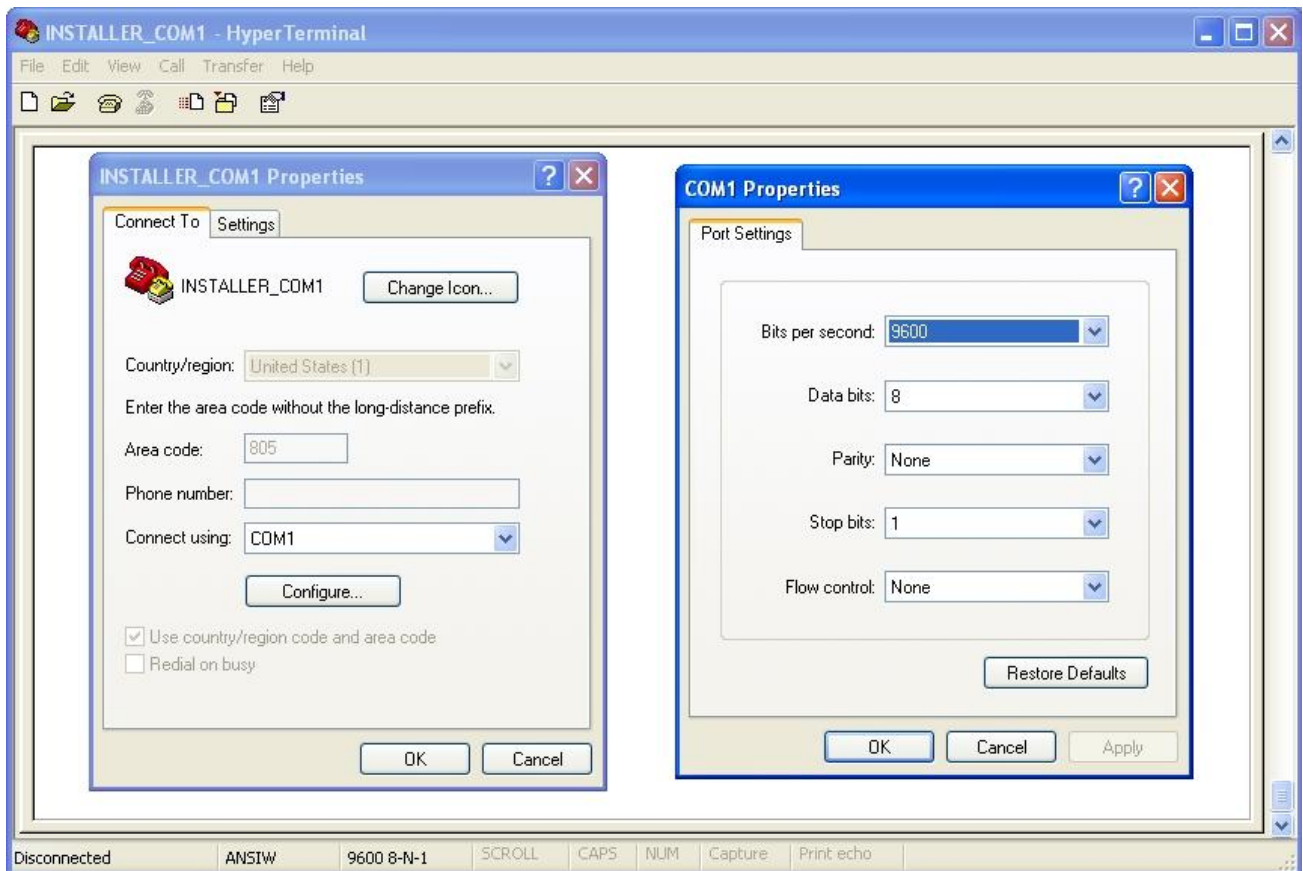 INSTALLER_COM1 - HyperTerminal
File Edit View Call Transfer Help
INSTALLER_COM1 Properties
Connect To Settings
INSTALLER_COM1 Change Icon...
Country/region: United States (1)
Enter the area code without the long-distance prefix.
Area code: 805
Phone number:
Connect using: COM1
Configure...
Use country/region code and area code
Redial on busy
OK Cancel
COM1 Properties
Port Settings
Bits per second: 9600
Data bits: 8
Parity: None
Stop bits: 1
Flow control: None
Restore Defaults
OK Cancel Apply
Disconnected ANSIW 9600 8-N-1 SCROLL CAPS NUM Capture Print echo